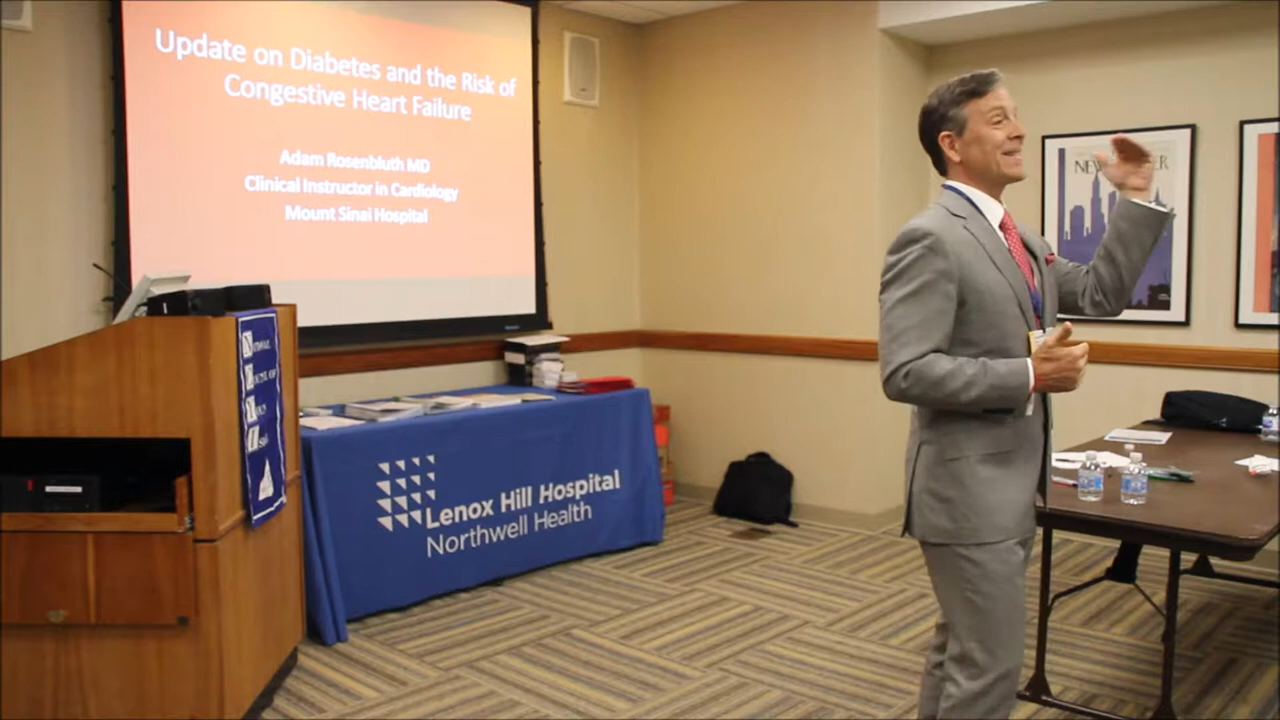 Update on Diabetes and the Risk of
Congestive Heart Failure
Adam Rosenbluth MD
Clinical Instructor in Cardiology
Mount Sinai Hospital
Lenox Hill Hospital
Northwell Health